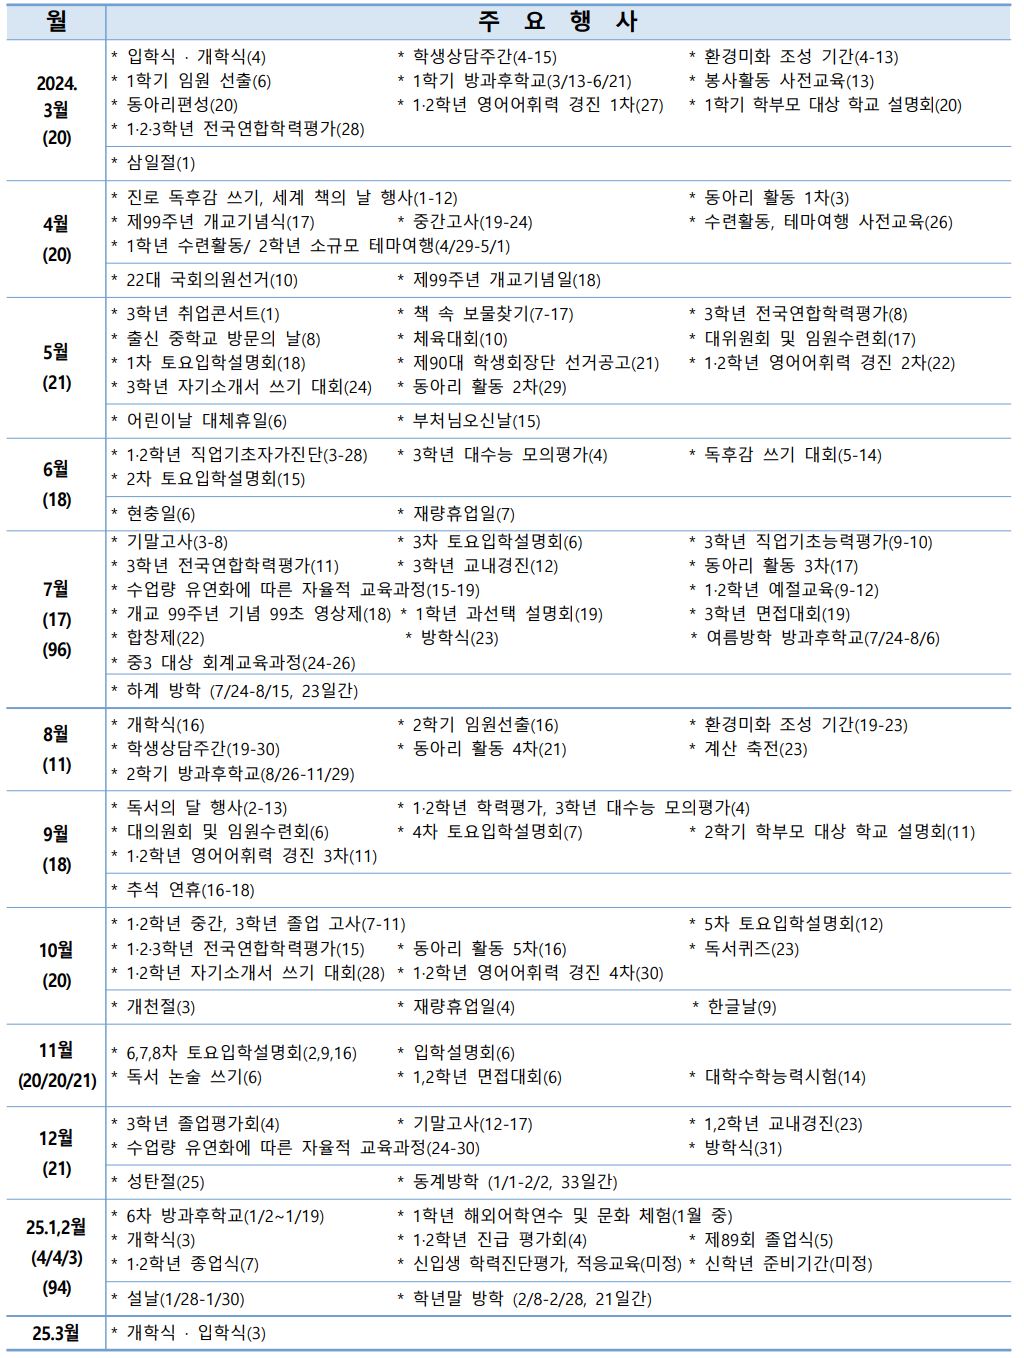 월 주 요 행 사
2024.
3월
(20)
* 입학식 · 개학식(4) * 학생상담주간(4-15) * 환경미화 조성 기간(4-13)
* 1학기 임원 선출(6) * 1학기 방과후학교(3/13-6/21) * 봉사활동 사전교육(13)
* 동아리편성(20) * 1·2학년 영어어휘력 경진 1차(27) * 1학기 학부모 대상 학교 설명회(20)
* 1·2·3학년 전국연합학력평가(28)
* 삼일절(1)
4월
(20)
* 진로 독후감 쓰기, 세계 책의 날 행사(1-12) * 동아리 활동 1차(3)
* 제99주년 개교기념식(17) * 중간고사(19-24) * 수련활동, 테마여행 사전교육(26)
* 1학년 수련활동/ 2학년 소규모 테마여행(4/29-5/1)
* 22대 국회의원선거(10) * 제99주년 개교기념일(18)
5월
(21)
* 3학년 취업콘서트(1) * 책 속 보물찾기(7-17) * 3학년 전국연합학력평가(8)
* 출신 중학교 방문의 날(8) * 체육대회(10) * 대위원회 및 임원수련회(17)
* 1차 토요입학설명회(18) * 제90대 학생회장단 선거공고(21) * 1·2학년 영어어휘력 경진 2차(22)
* 3학년 자기소개서 쓰기 대회(24) * 동아리 활동 2차(29)
* 어린이날 대체휴일(6) * 부처님오신날(15)
6월
(18)
* 1·2학년 직업기초자가진단(3-28) * 3학년 대수능 모의평가(4) * 독후감 쓰기 대회(5-14)
* 2차 토요입학설명회(15)
* 현충일(6) * 재량휴업일(7)
7월
(17)
(96)
* 기말고사(3-8) * 3차 토요입학설명회(6) * 3학년 직업기초능력평가(9-10)
* 3학년 전국연합학력평가(11) * 3학년 교내경진(12) * 동아리 활동 3차(17)
* 수업량 유연화에 따른 자율적 교육과정(15-19) * 1·2학년 예절교육(9-12)
* 개교 99주년 기념 99초 영상제(18) * 1학년 과선택 설명회(19) * 3학년 면접대회(19)
* 합창제(22) * 방학식(23) * 여름방학 방과후학교(7/24-8/6)
* 중3 대상 회계교육과정(24-26)
* 하계 방학 (7/24-8/15, 23일간)
8월
(11)
* 개학식(16) * 2학기 임원선출(16) * 환경미화 조성 기간(19-23)
* 학생상담주간(19-30) * 동아리 활동 4차(21) * 계산 축전(23)
* 2학기 방과후학교(8/26-11/29)
9월
(18)
* 독서의 달 행사(2-13) * 1·2학년 학력평가, 3학년 대수능 모의평가(4)
* 대의원회 및 임원수련회(6) * 4차 토요입학설명회(7) * 2학기 학부모 대상 학교 설명회(11)
* 1·2학년 영어어휘력 경진 3차(11)
* 추석 연휴(16-18)
10월
(20)
* 1·2학년 중간, 3학년 졸업 고사(7-11) * 5차 토요입학설명회(12)
* 1·2·3학년 전국연합학력평가(15) * 동아리 활동 5차(16) * 독서퀴즈(23)
* 1·2학년 자기소개서 쓰기 대회(28) * 1·2학년 영어어휘력 경진 4차(30)
* 개천절(3) * 재량휴업일(4) * 한글날(9)
11월
(20/20/21)
* 6,7,8차 토요입학설명회(2,9,16) * 입학설명회(6)
* 독서 논술 쓰기(6) * 1,2학년 면접대회(6) * 대학수학능력시험(14)
12월
(21)
* 3학년 졸업평가회(4) * 기말고사(12-17) * 1,2학년 교내경진(23)
* 수업량 유연화에 따른 자율적 교육과정(24-30) * 방학식(31)
* 성탄절(25) * 동계방학 (1/1-2/2, 33일간)
25.1,2월
(4/4/3)
(94)
* 6차 방과후학교(1/2~1/19) * 1학년 해외어학연수 및 문화 체험(1월 중)
* 개학식(3) * 1·2학년 진급 평가회(4) * 제89회 졸업식(5)
* 1·2학년 종업식(7) * 신입생 학력진단평가, 적응교육(미정) * 신학년 준비기간(미정)
* 설날(1/28-1/30) * 학년말 방학 (2/8-2/28, 21일간)
25.3월 * 개학식 · 입학식(3)